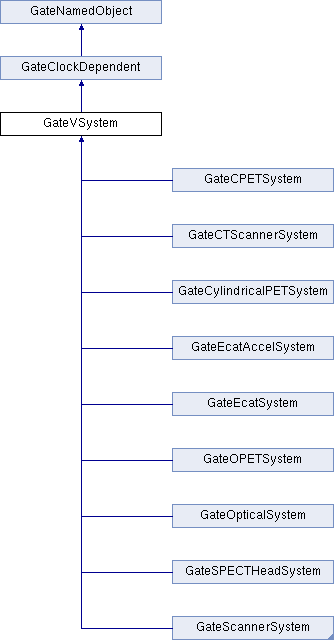 GateNamedObject
GateClockDependent
GateVSystem
GateCPETSystem
GateCTScannerSystem
GateCylindricalPETSystem
GateEcatAccelSystem
GateEcatSystem
GateOPETSystem
GateOpticalSystem
GateSPECTHeadSystem
GateScannerSystem